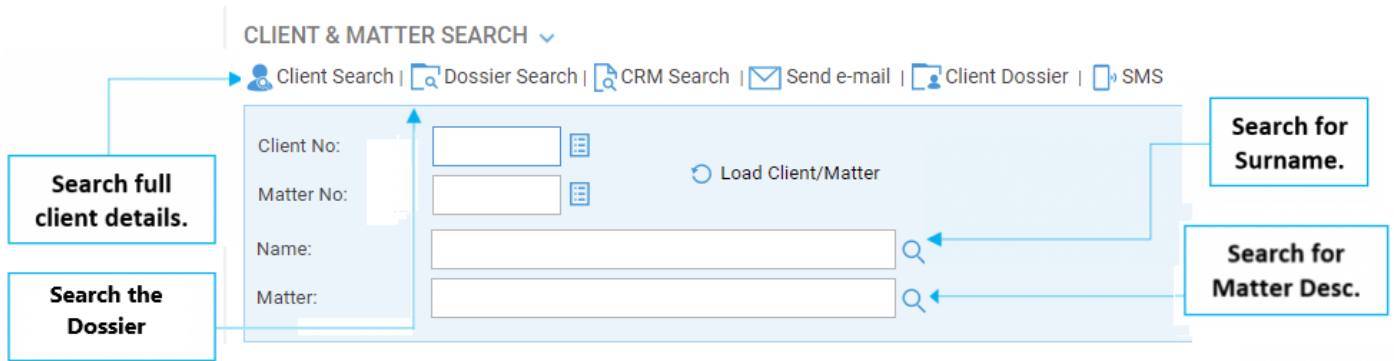 CLIENT & MATTER SEARCH
Client Search | Dossier Search | CRM Search | Send e-mail | Client Dossier | SMS
Search for
Surname.
Client No:
Load Client/Matter
Search full
client details.
Matter No:
Name:
Search for
Matter Desc.
Search the
Dossier
Matter: